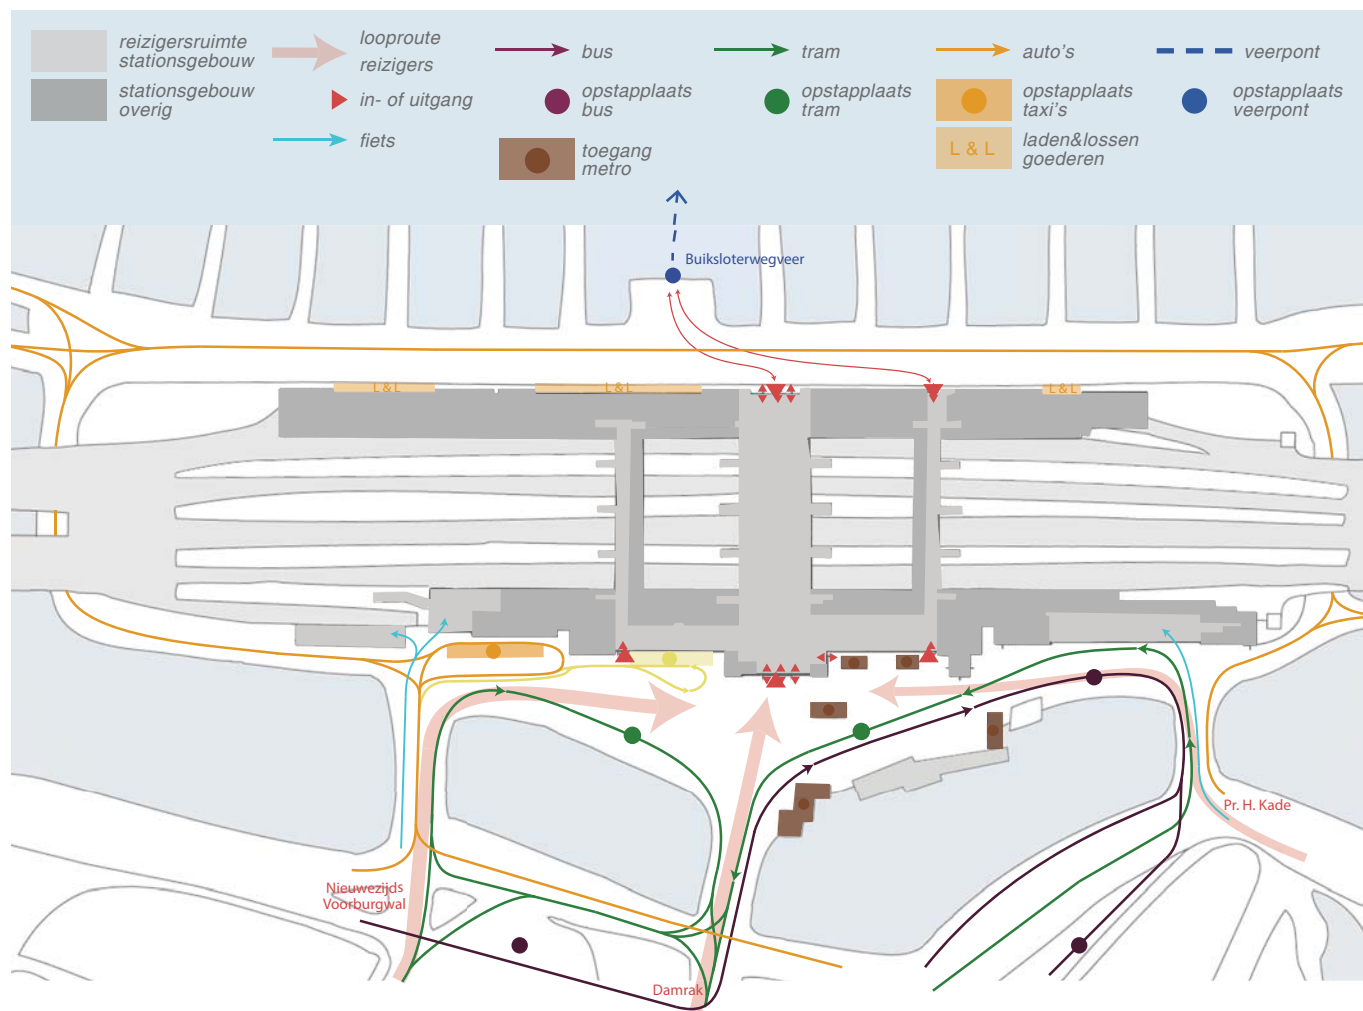 reizigersruimte
stationsgebouw
stationsgebouw
overig
looproute
reizigers
in- of uitgang
fiets
bus
opstapplaats
bus
toegang
metro
tram
opstapplaats
tram
auto's
opstapplaats
taxi's
L & L
laden&lossen
goederen
veerpont
opstapplaats
veerpont
Buiksloterwegveer
L & L
L & L
L & L
Pr. H. Kade
Nieuwezijds
Voorburgwal
Damrak